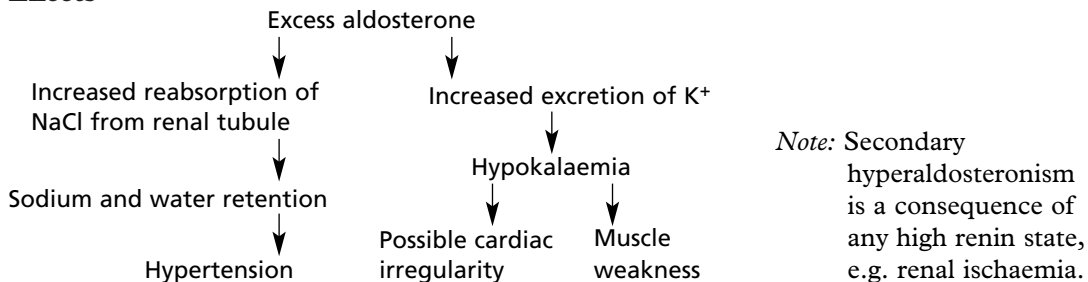 Excess aldosterone
Increased reabsorption of
NaCl from renal tubule
Sodium and water retention
Hypertension
Increased excretion of K⁺
Hypokalaemia
Possible cardiac
irregularity
Muscle
weakness
Note: Secondary
hyperaldosteronism
is a consequence of
any high renin state,
e.g. renal ischaemia.